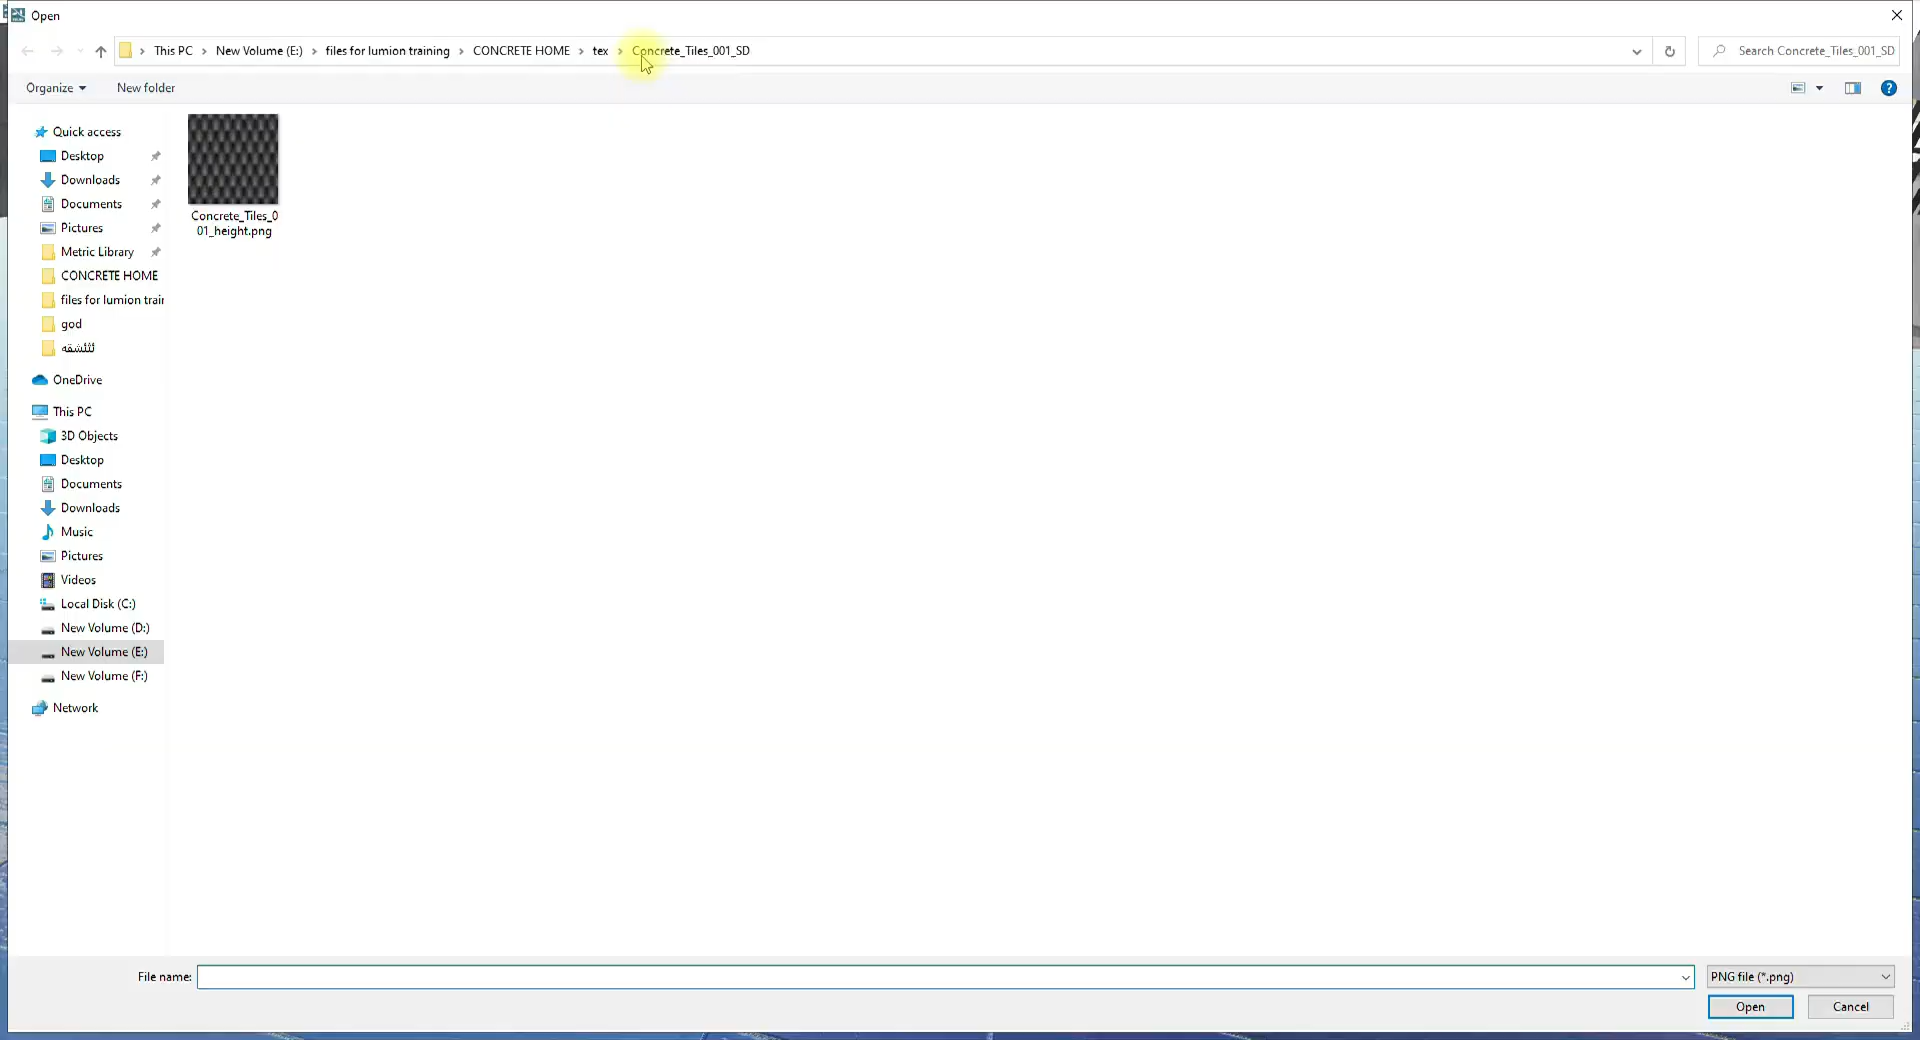 Open
This PC > New Volume (E:) > files for lumion training > CONCRETE HOME > tex > Concrete_Tiles_001_SD
Search Concrete_Tiles_001_SD
Organize
New folder
Quick access
Desktop
Downloads
Documents
Pictures
Metric Library
CONCRETE HOME
files for lumion train
god
ئثئشقه
OneDrive
This PC
3D Objects
Desktop
Documents
Downloads
Music
Pictures
Videos
Local Disk (C:)
New Volume (D:)
New Volume (E:)
New Volume (F:)
Network
Concrete_Tiles_0
01_height.png
File name:
PNG file (*.png)
Open
Cancel